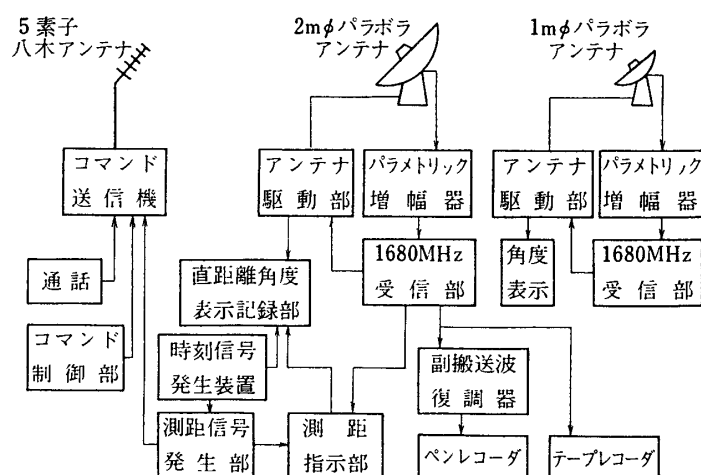 5素子
八木アンテナ
2mφパラボラ
アンテナ
1mφパラボラ
アンテナ
コマンド
送信機
アンテナ
駆動部
パラメトリック
増幅器
アンテナ
駆動部
パラメトリック
増幅器
通話
直距離角度
表示記録部
1680MHz
受信部
角度
表示
1680MHz
受信部
コマンド
制御部
時刻信号
発生装置
副搬送波
復調器
測距信号
発生部
測距
指示部
ペンレコーダ
テープレコーダ